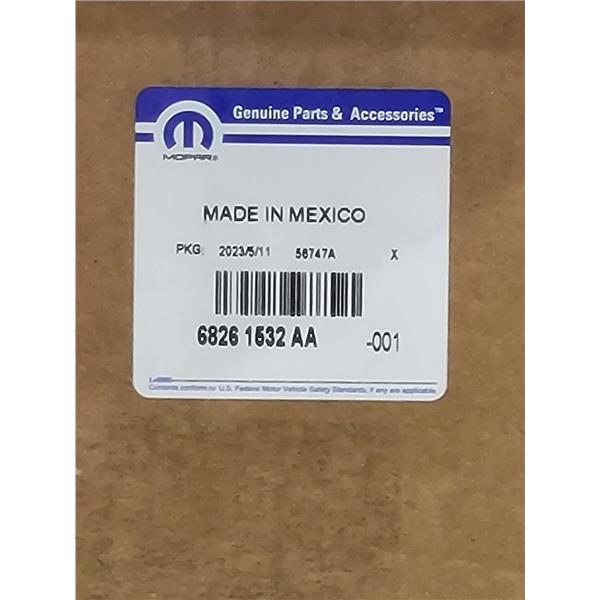 Genuine Parts & Accessories™
MOPAR®
MADE IN MEXICO
PKG: 2023/5/11 56747A X
6826 1532 AA -001
Contents conform to U.S. Federal Motor Vehicle Safety Standards, if any are applicable.